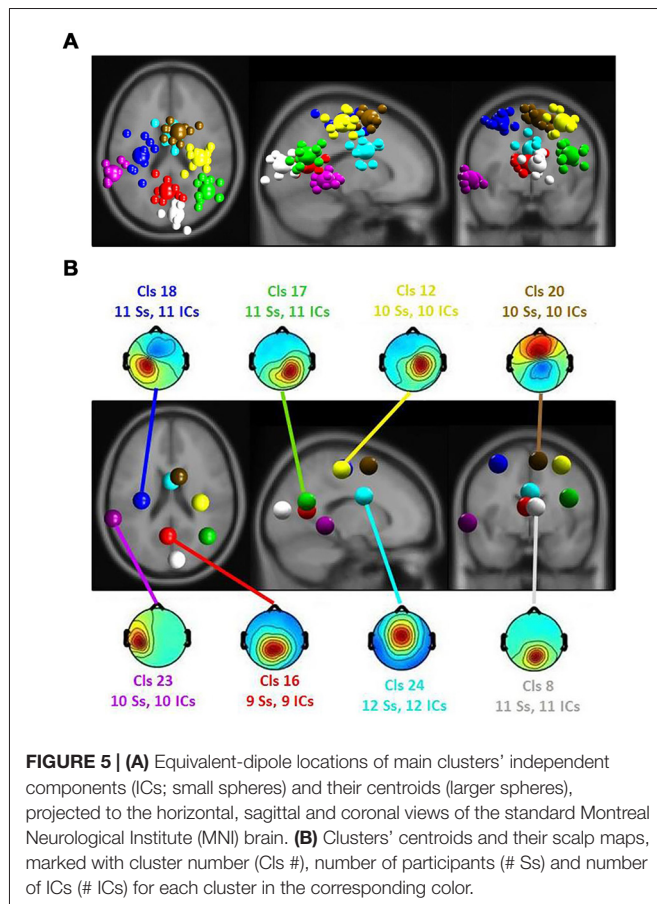 A
B
Cls 18
11 Ss, 11 ICs
Cls 17
11 Ss, 11 ICs
Cls 12
10 Ss, 10 ICs
Cls 20
10 Ss, 10 ICs
Cls 23
10 Ss, 10 ICs
Cls 16
9 Ss, 9 ICs
Cls 24
12 Ss, 12 ICs
Cls 8
11 Ss, 11 ICs
FIGURE 5 | (A) Equivalent-dipole locations of main clusters' independent
components (ICs; small spheres) and their centroids (larger spheres),
projected to the horizontal, sagittal and coronal views of the standard Montreal
Neurological Institute (MNI) brain. (B) Clusters' centroids and their scalp maps,
marked with cluster number (Cls #), number of participants (# Ss) and number
of ICs (# ICs) for each cluster in the corresponding color.